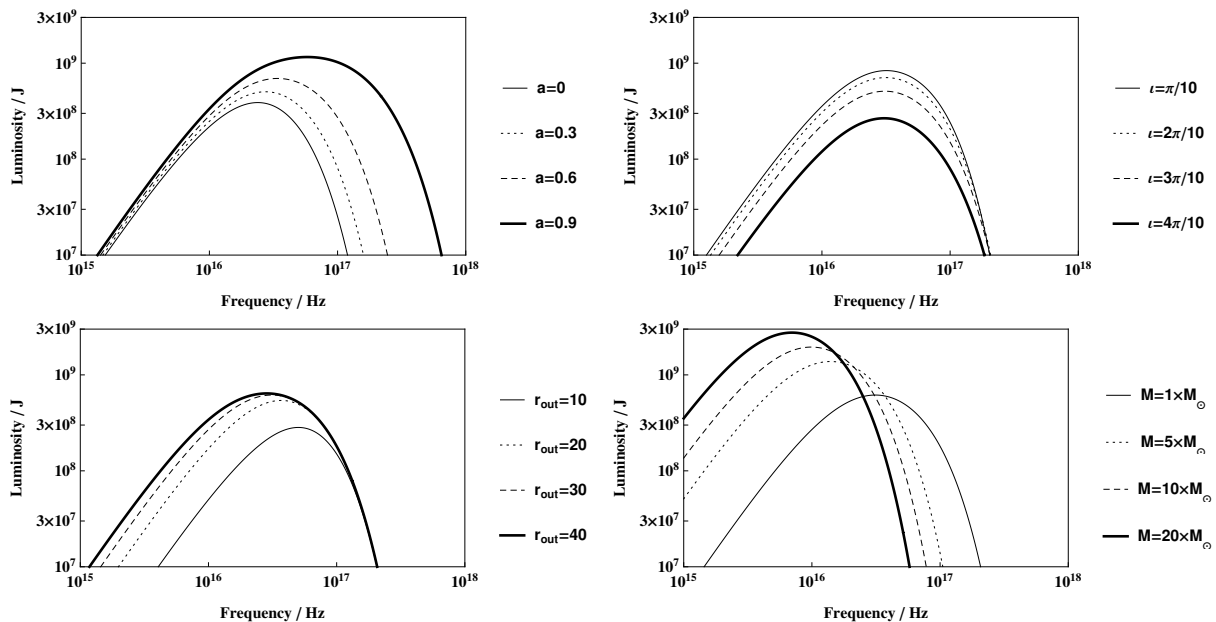 3×10⁹
10⁹
3×10⁸
10⁸
3×10⁷
10⁷
Luminosity / J
10¹⁵ 10¹⁶ 10¹⁷ 10¹⁸
Frequency / Hz
a=0
a=0.3
a=0.6
a=0.9
3×10⁹
10⁹
3×10⁸
10⁸
3×10⁷
10⁷
Luminosity / J
10¹⁵ 10¹⁶ 10¹⁷ 10¹⁸
Frequency / Hz
ι=π/10
ι=2π/10
ι=3π/10
ι=4π/10
3×10⁹
10⁹
3×10⁸
10⁸
3×10⁷
10⁷
Luminosity / J
10¹⁵ 10¹⁶ 10¹⁷ 10¹⁸
Frequency / Hz
r_out=10
r_out=20
r_out=30
r_out=40
3×10⁹
10⁹
3×10⁸
10⁸
3×10⁷
10⁷
Luminosity / J
10¹⁵ 10¹⁶ 10¹⁷ 10¹⁸
Frequency / Hz
M=1×M☉
M=5×M☉
M=10×M☉
M=20×M☉